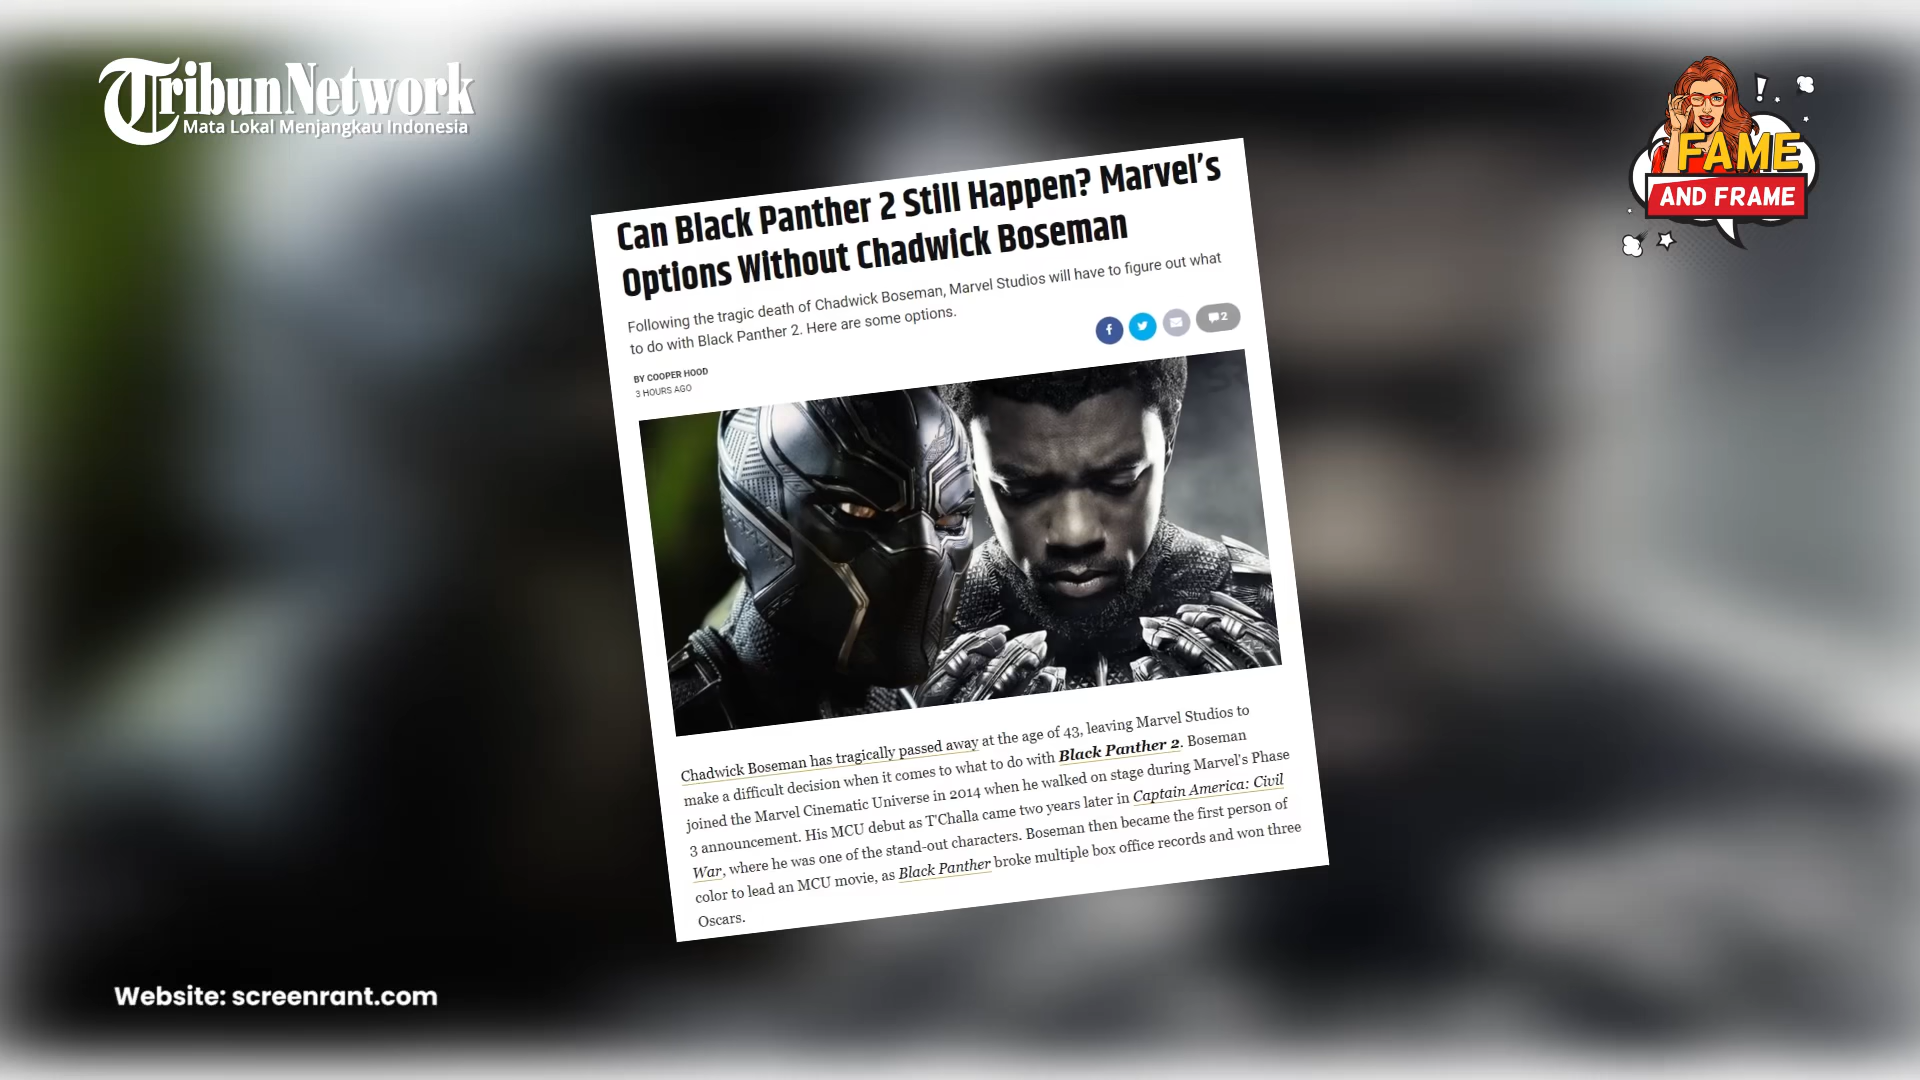 TribunNetwork
Mata Lokal Menjangkau Indonesia
FAME
AND FRAME
Can Black Panther 2 Still Happen? Marvel's
Options Without Chadwick Boseman
Following the tragic death of Chadwick Boseman, Marvel Studios will have to figure out what
to do with Black Panther 2. Here are some options.
2
BY COOPER HOOD
3 HOURS AGO
Chadwick Boseman has tragically passed away at the age of 43, leaving Marvel Studios to
make a difficult decision when it comes to what to do with Black Panther 2. Boseman
joined the Marvel Cinematic Universe in 2014 when he walked on stage during Marvel's Phase
3 announcement. His MCU debut as T'Challa came two years later in Captain America: Civil
War, where he was one of the stand-out characters. Boseman then became the first person of
color to lead an MCU movie, as Black Panther broke multiple box office records and won three
Oscars.
Website: screenrant.com